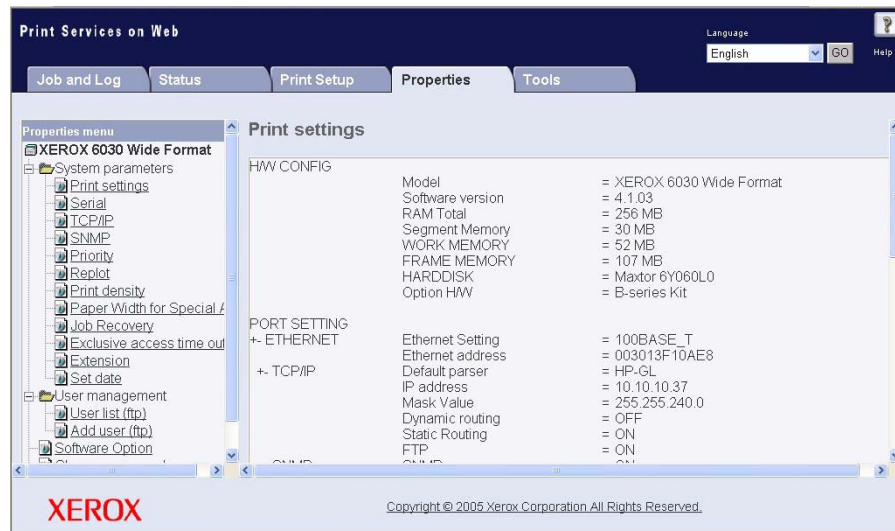 Print Services on Web
Language
English
GO
Help
Job and Log
Status
Print Setup
Properties
Tools
Properties menu
XEROX 6030 Wide Format
System parameters
Print settings
Serial
TCP/IP
SNMP
Priority
Replot
Print density
Paper Width for Special
Job Recovery
Exclusive access time out
Extension
Set date
User management
User list (ftp)
Add user (ftp)
Software Option
Print settings
H/W CONFIG
Model = XEROX 6030 Wide Format
Software version = 4.1.03
RAM Total = 256 MB
Segment Memory = 30 MB
WORK MEMORY = 52 MB
FRAME MEMORY = 107 MB
HARDDISK = Maxtor 6Y060L0
Option H/W = B-series Kit
PORT SETTING
+- ETHERNET Ethernet Setting = 100BASE_T
Ethernet address = 003013F10AE8
+- TCP/IP Default parser = HP-GL
IP address = 10.10.10.37
Mask Value = 255.255.240.0
Dynamic routing = OFF
Static Routing = ON
FTP = ON
XEROX
Copyright © 2005 Xerox Corporation.All Rights Reserved.